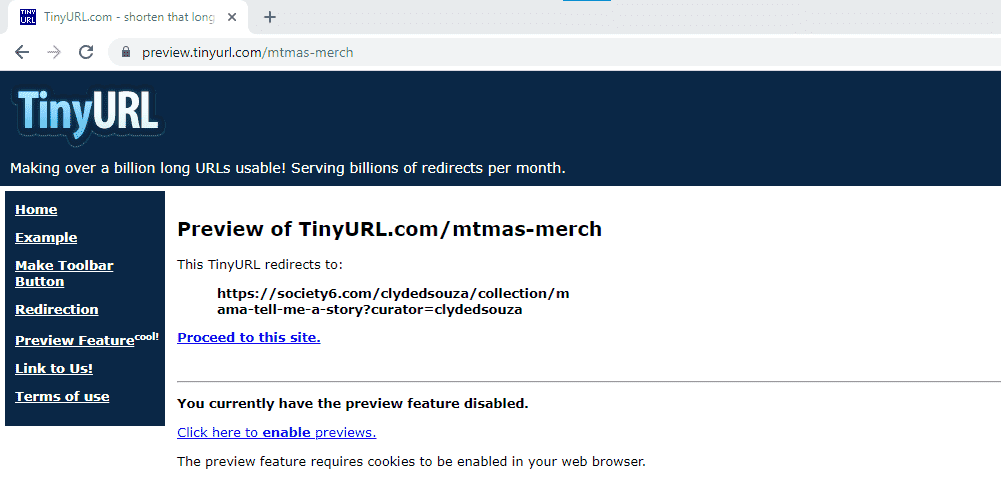 TinyURL.com - shorten that long
preview.tinyurl.com/mtmas-merch
TINY
URL
TinyURL
Making over a billion long URLs usable! Serving billions of redirects per month.
Home
Example
Make Toolbar
Button
Redirection
Preview Featurecool!
Link to Us!
Terms of use
Preview of TinyURL.com/mtmas-merch
This TinyURL redirects to:
https://society6.com/clydedsouza/collection/m
ama-tell-me-a-story?curator=clydedsouza
Proceed to this site.
You currently have the preview feature disabled.
Click here to enable previews.
The preview feature requires cookies to be enabled in your web browser.